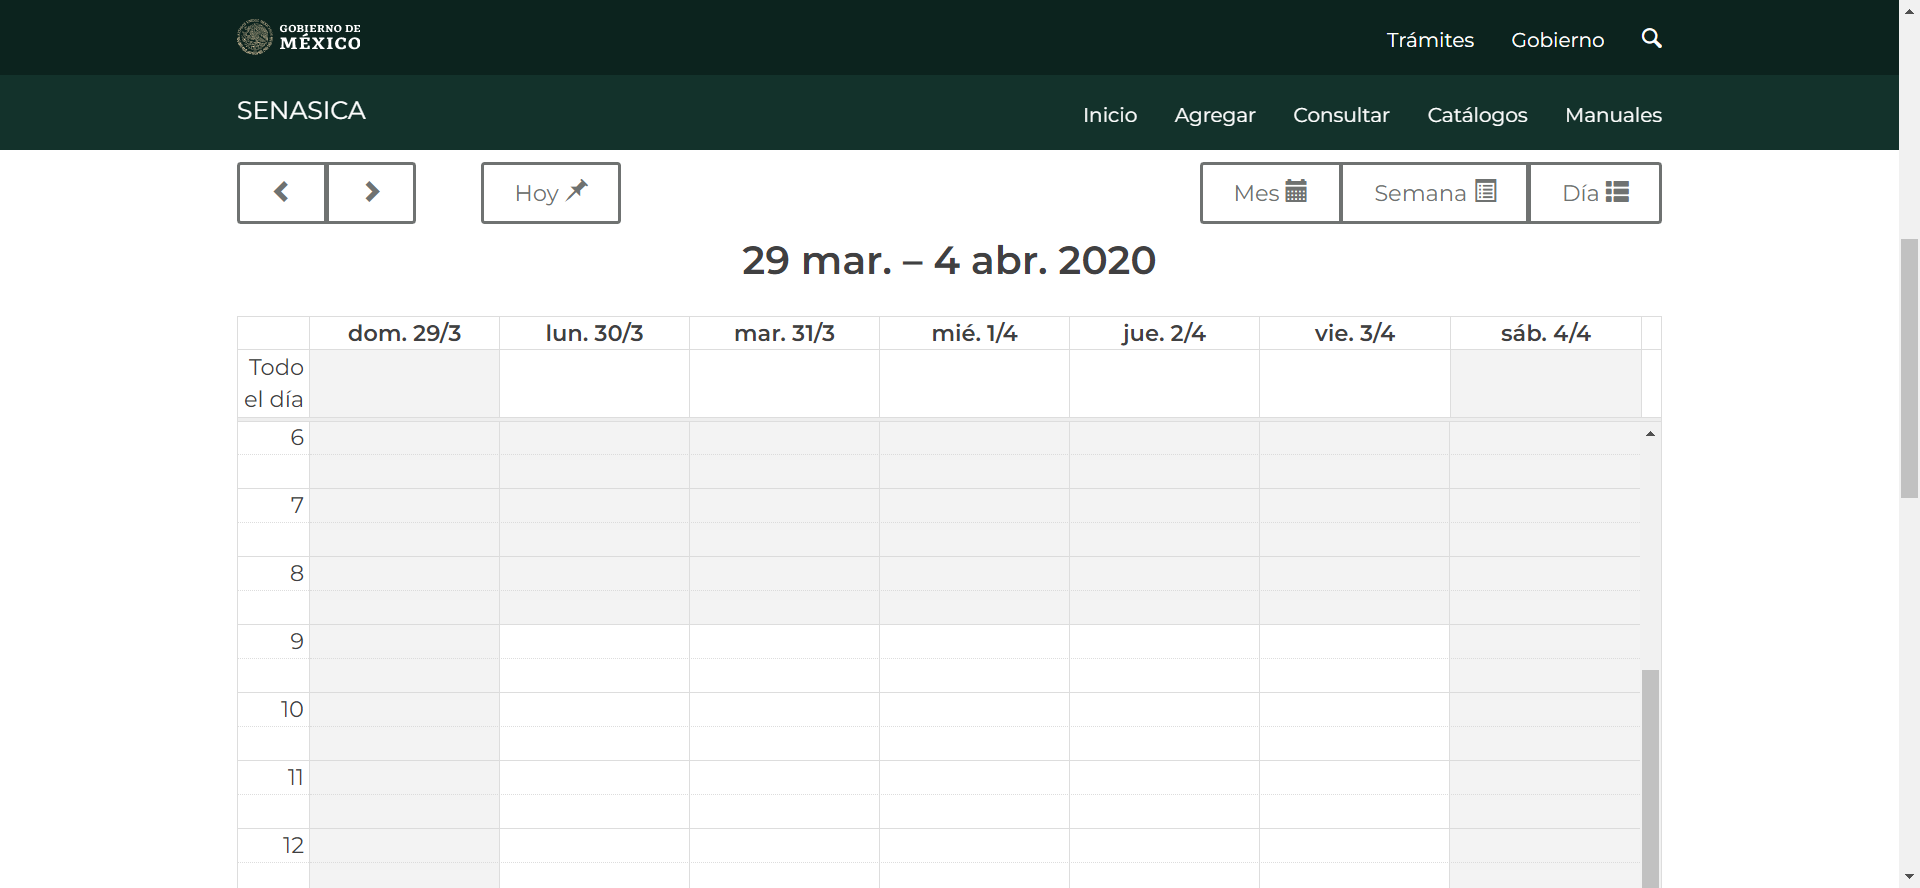 GOBIERNO DE
MÉXICO
Trámites Gobierno
SENASICA
Inicio Agregar Consultar Catálogos Manuales
Hoy
Mes Semana Día
29 mar. – 4 abr. 2020
dom. 29/3 lun. 30/3 mar. 31/3 mié. 1/4 jue. 2/4 vie. 3/4 sáb. 4/4
Todo
el día
6
7
8
9
10
11
12